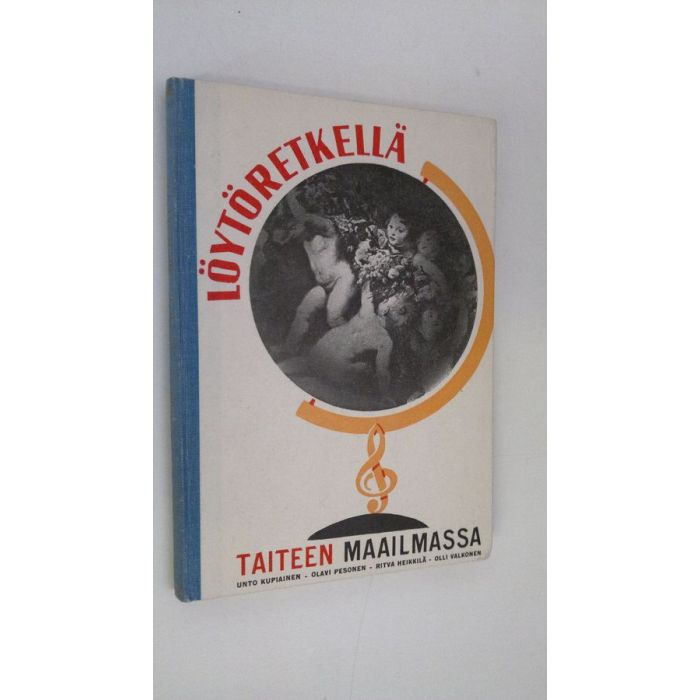 LÖYTÖRETKELLÄ
TAITEEN MAAILMASSA
UNTO KUPIAINEN - OLAVI PESONEN - RITVA HEIKKILÄ - OLLI VALKONEN